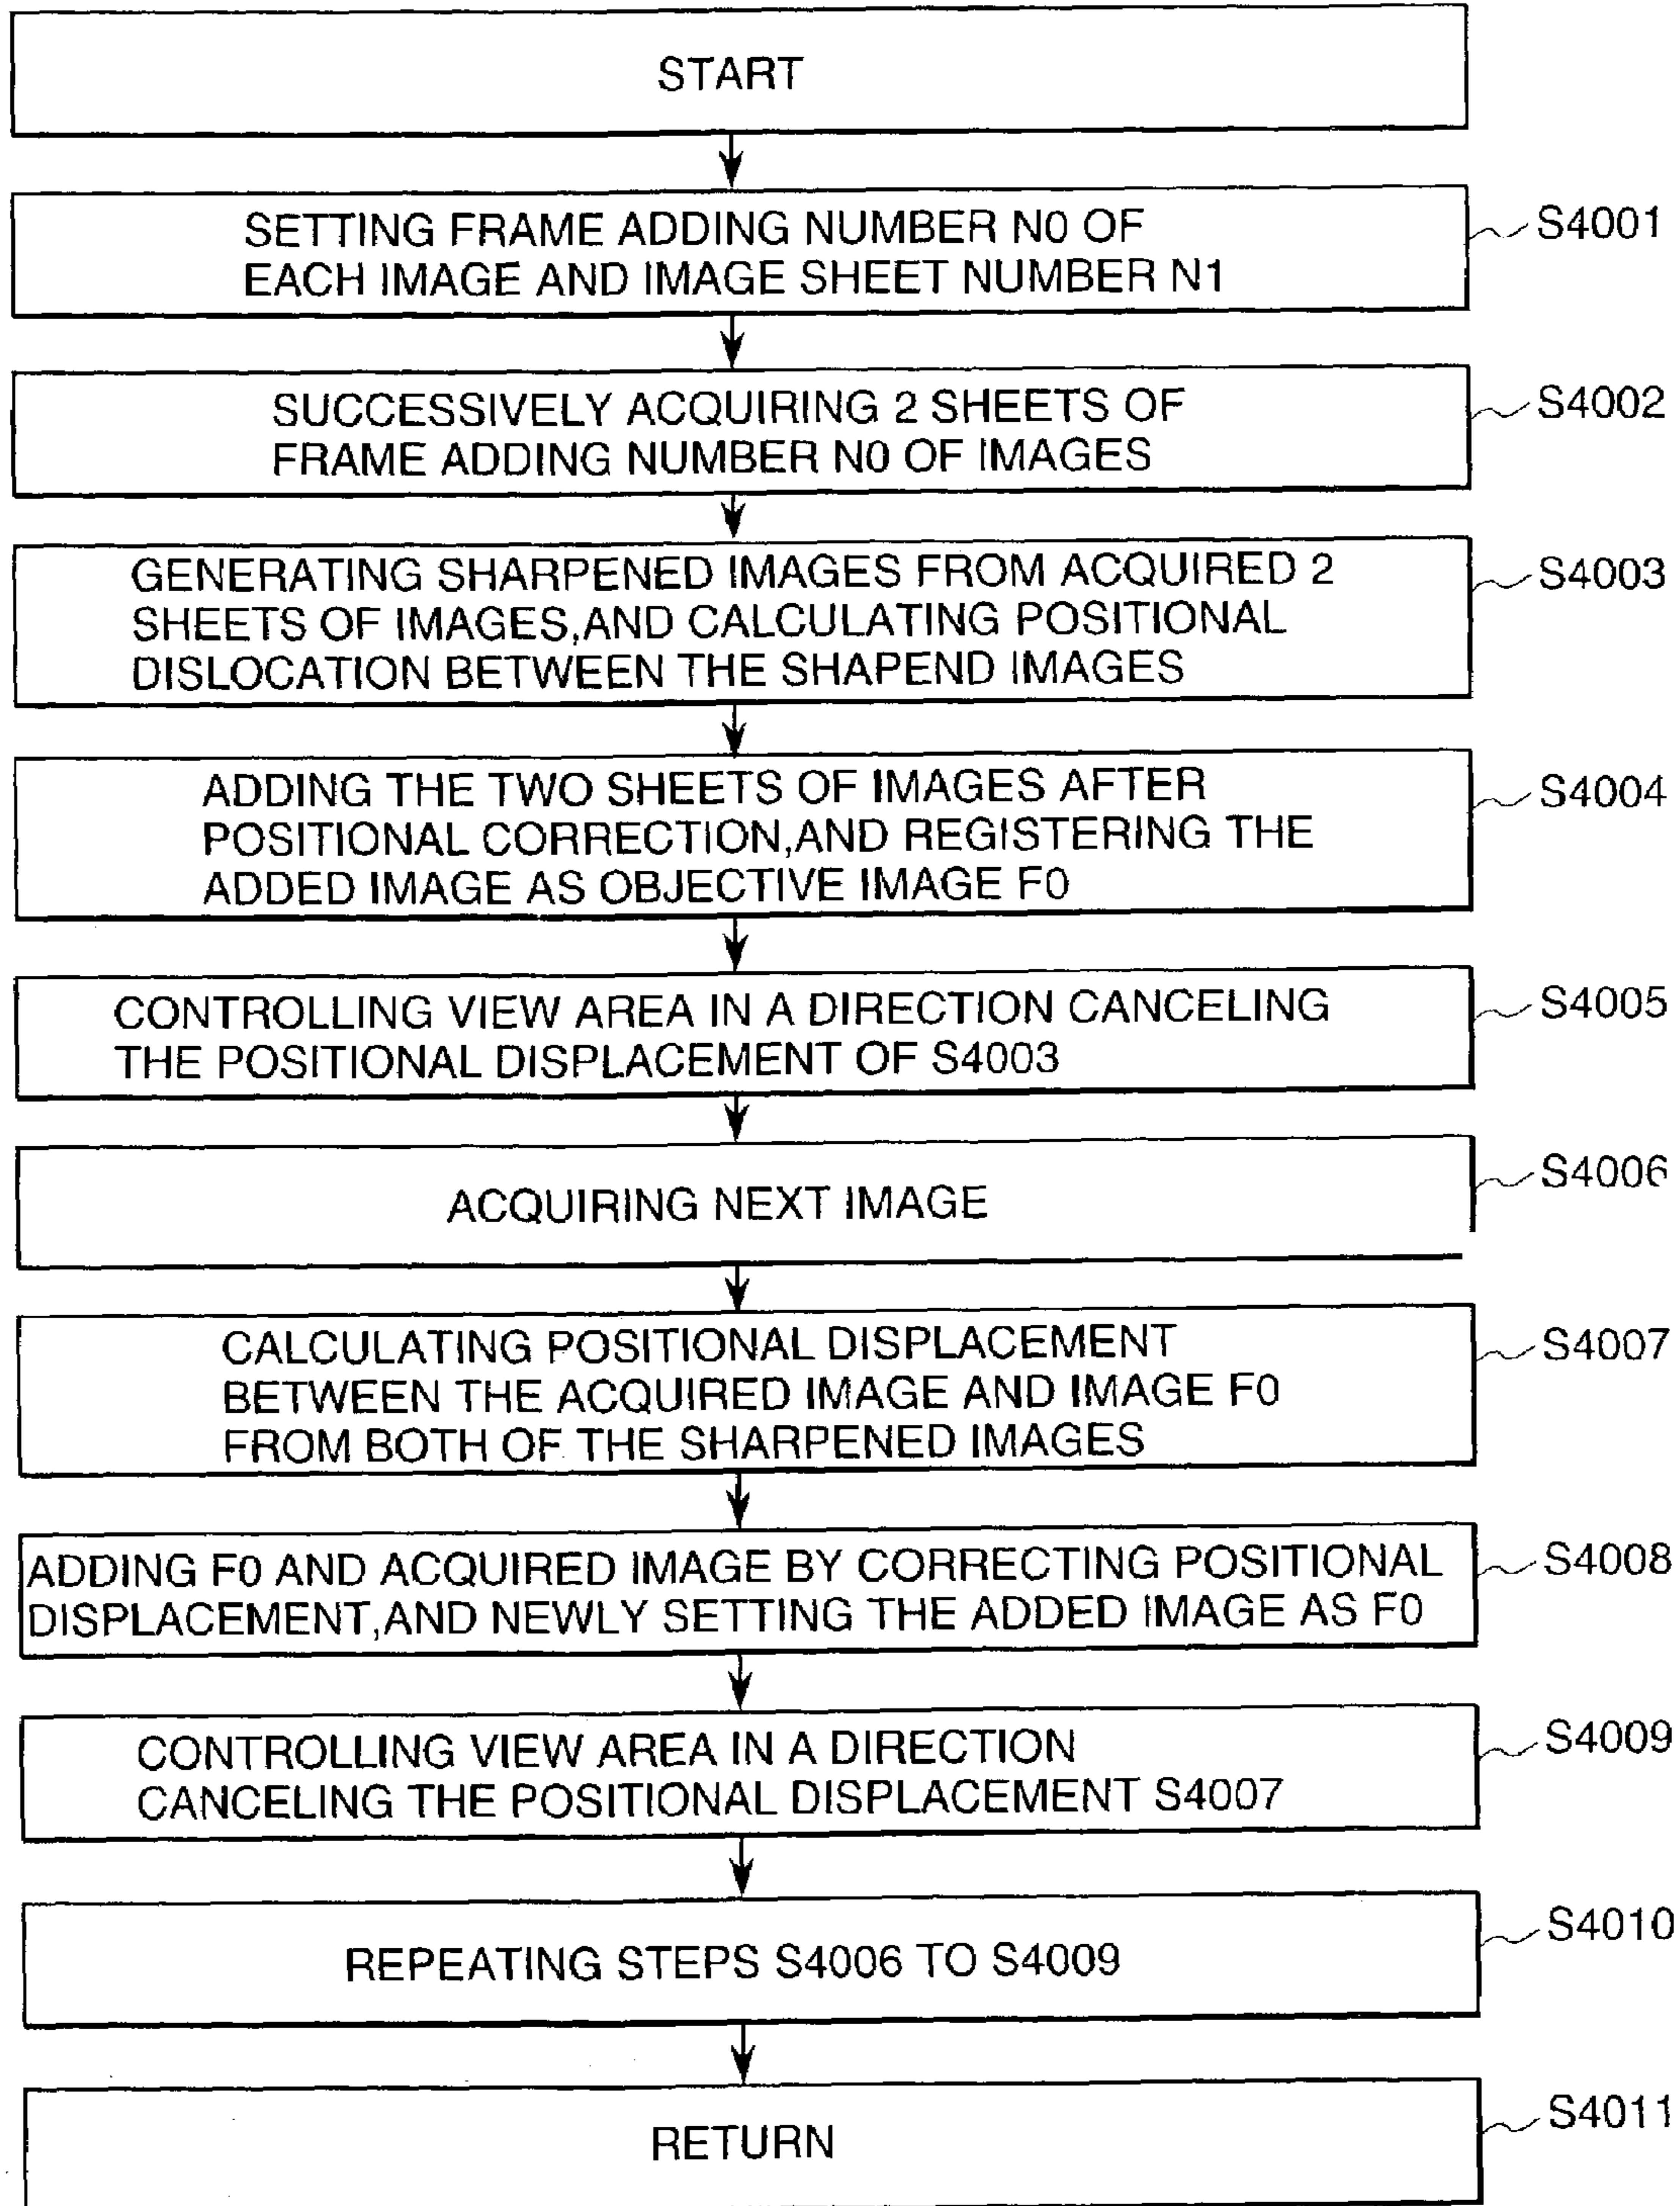 START
SETTING FRAME ADDING NUMBER N0 OF
EACH IMAGE AND IMAGE SHEET NUMBER N1
S4001
SUCCESSIVELY ACQUIRING 2 SHEETS OF
FRAME ADDING NUMBER N0 OF IMAGES
S4002
GENERATING SHARPENED IMAGES FROM ACQUIRED 2
SHEETS OF IMAGES,AND CALCULATING POSITIONAL
DISLOCATION BETWEEN THE SHAPEND IMAGES
S4003
ADDING THE TWO SHEETS OF IMAGES AFTER
POSITIONAL CORRECTION,AND REGISTERING THE
ADDED IMAGE AS OBJECTIVE IMAGE F0
S4004
CONTROLLING VIEW AREA IN A DIRECTION CANCELING
THE POSITIONAL DISPLACEMENT OF S4003
S4005
ACQUIRING NEXT IMAGE
S4006
CALCULATING POSITIONAL DISPLACEMENT
BETWEEN THE ACQUIRED IMAGE AND IMAGE F0
FROM BOTH OF THE SHARPENED IMAGES
S4007
ADDING F0 AND ACQUIRED IMAGE BY CORRECTING POSITIONAL
DISPLACEMENT,AND NEWLY SETTING THE ADDED IMAGE AS F0
S4008
CONTROLLING VIEW AREA IN A DIRECTION
CANCELING THE POSITIONAL DISPLACEMENT S4007
S4009
REPEATING STEPS S4006 TO S4009
S4010
RETURN
S4011